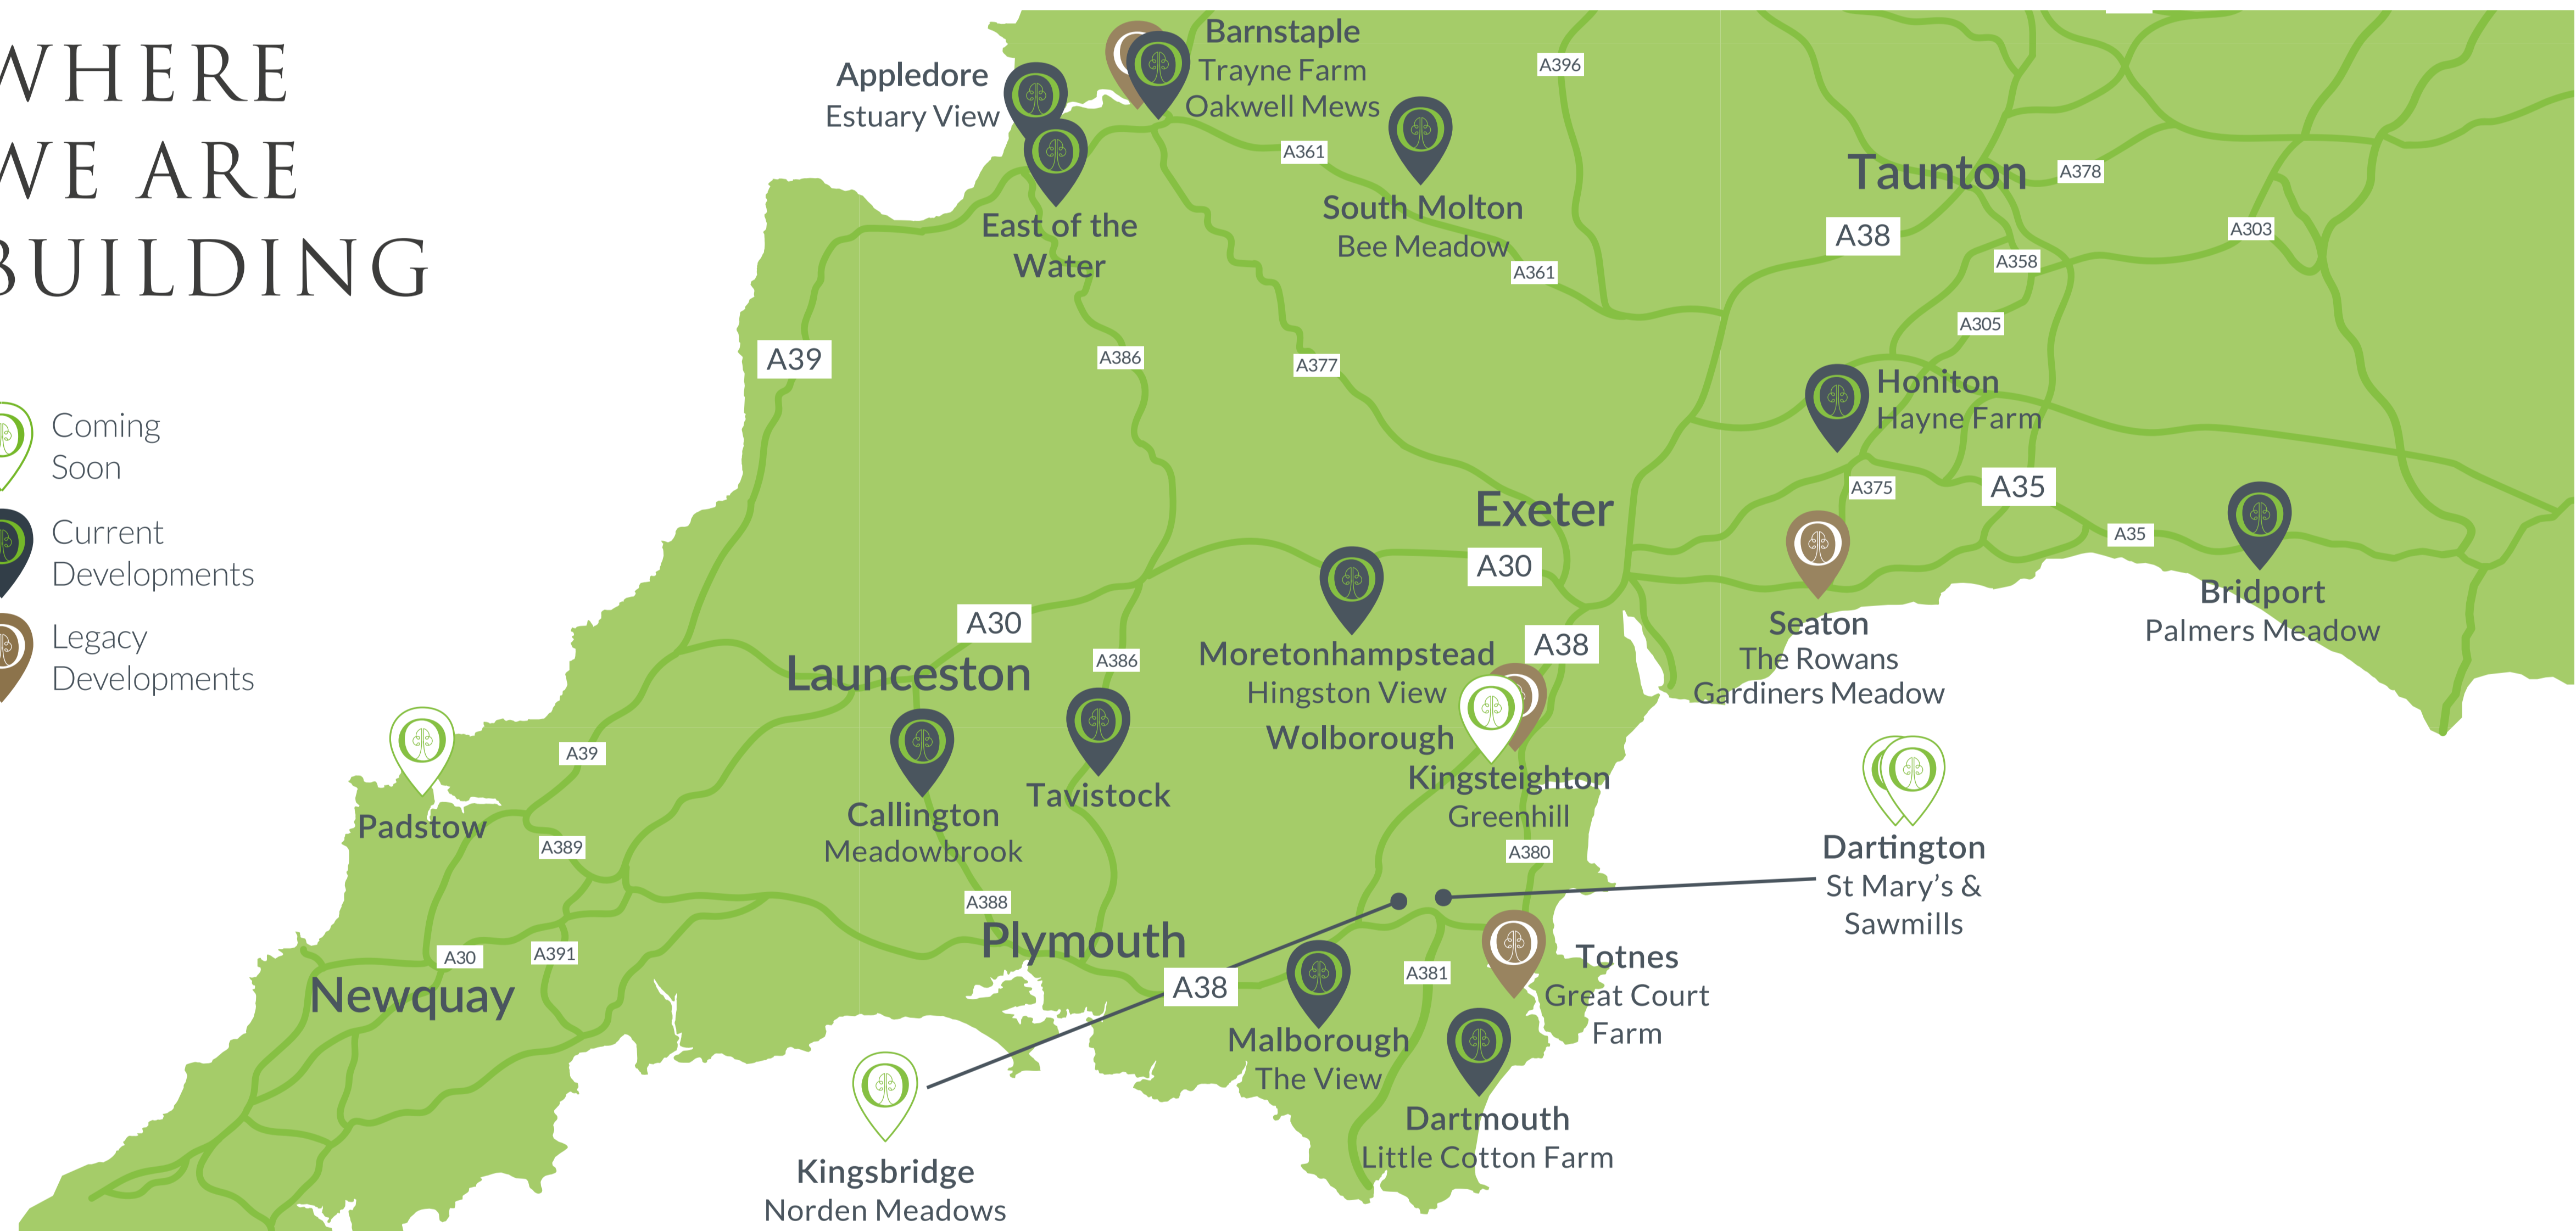 WHERE
WE ARE
BUILDING
Coming
Soon
Current
Developments
Legacy
Developments
Appledore
Estuary View
Barnstaple
Trayne Farm
Oakwell Mews
East of the
Water
South Molton
Bee Meadow
A396
A361
A361
Taunton
A378
A38
A303
A358
A305
A39
A386
A377
Honiton
Hayne Farm
A375
A35
A35
Exeter
A30
A30
Bridport
Palmers Meadow
Seaton
The Rowans
Gardiners Meadow
Moretonhampstead
Hingston View
A38
Wolborough
Kingsteighton
Greenhill
A380
Launceston
A386
Callington
Meadowbrook
Tavistock
A388
Padstow
A39
A389
A30
A391
Newquay
Plymouth
A38
Dartington
St Mary’s &
Sawmills
A381
Totnes
Great Court
Farm
Malborough
The View
Dartmouth
Little Cotton Farm
Kingsbridge
Norden Meadows